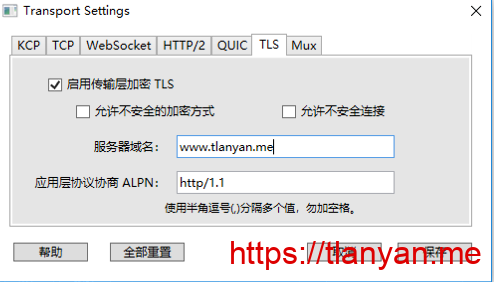 Transport Settings
KCP TCP WebSocket HTTP/2 QUIC TLS Mux
启用传输层加密 TLS
允许不安全的加密方式 允许不安全连接
服务器域名: www.tlanyan.me
应用层协议协商 ALPN: http/1.1
使用半角逗号(,)分隔多个值，勿加空格。
帮助 全部重置 取消 保存
https://tlanyan.me